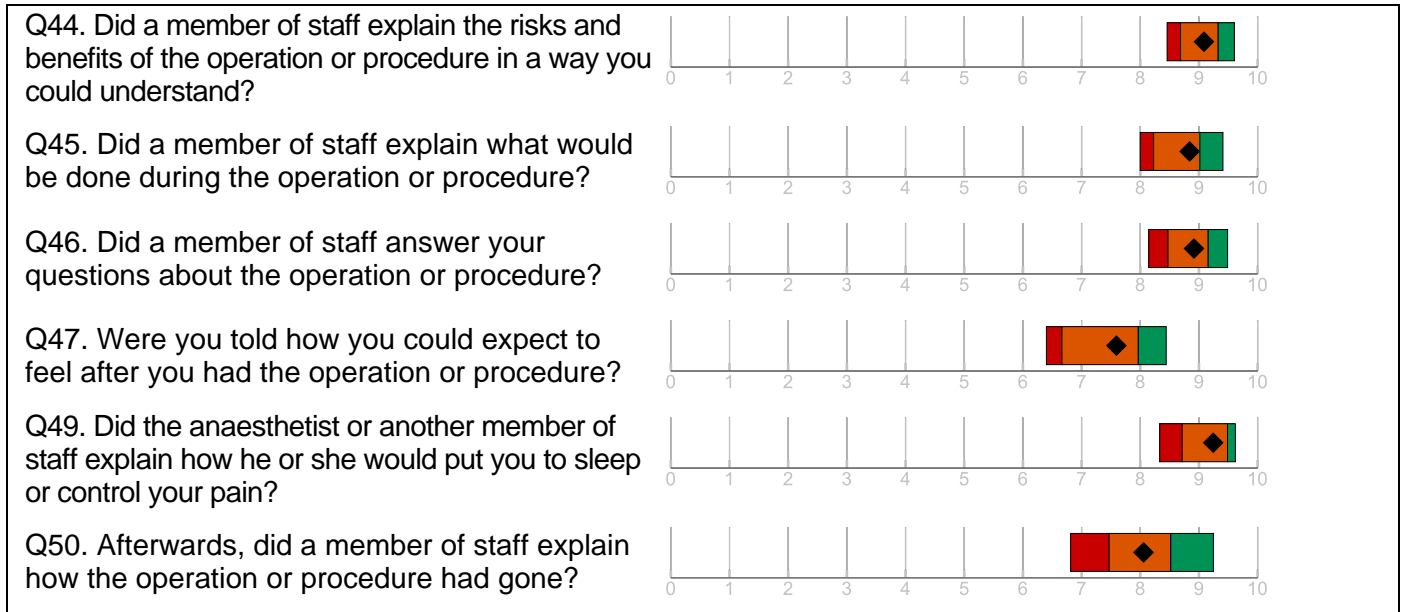 Q44. Did a member of staff explain the risks and
benefits of the operation or procedure in a way you
could understand?
0 1 2 3 4 5 6 7 8 9 10
Q45. Did a member of staff explain what would
be done during the operation or procedure?
0 1 2 3 4 5 6 7 8 9 10
Q46. Did a member of staff answer your
questions about the operation or procedure?
0 1 2 3 4 5 6 7 8 9 10
Q47. Were you told how you could expect to
feel after you had the operation or procedure?
0 1 2 3 4 5 6 7 8 9 10
Q49. Did the anaesthetist or another member of
staff explain how he or she would put you to sleep
or control your pain?
0 1 2 3 4 5 6 7 8 9 10
Q50. Afterwards, did a member of staff explain
how the operation or procedure had gone?
0 1 2 3 4 5 6 7 8 9 10